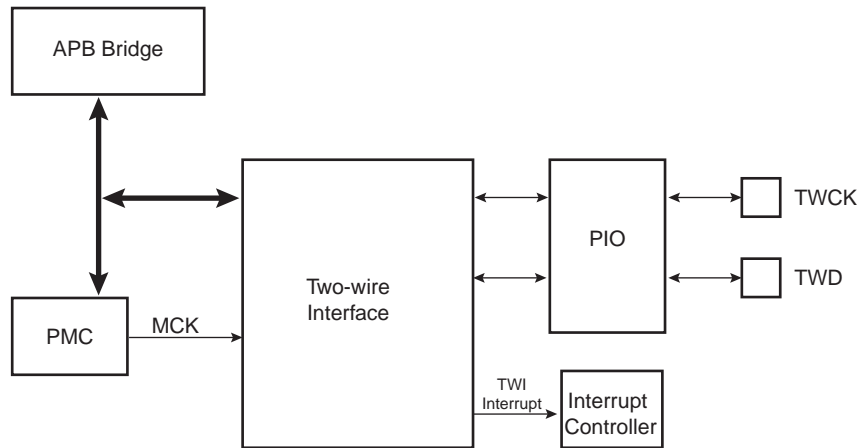 APB Bridge
TWCK
PIO
TWD
Two-wire
Interface
MCK
PMC
TWI
Interrupt
Interrupt
Controller